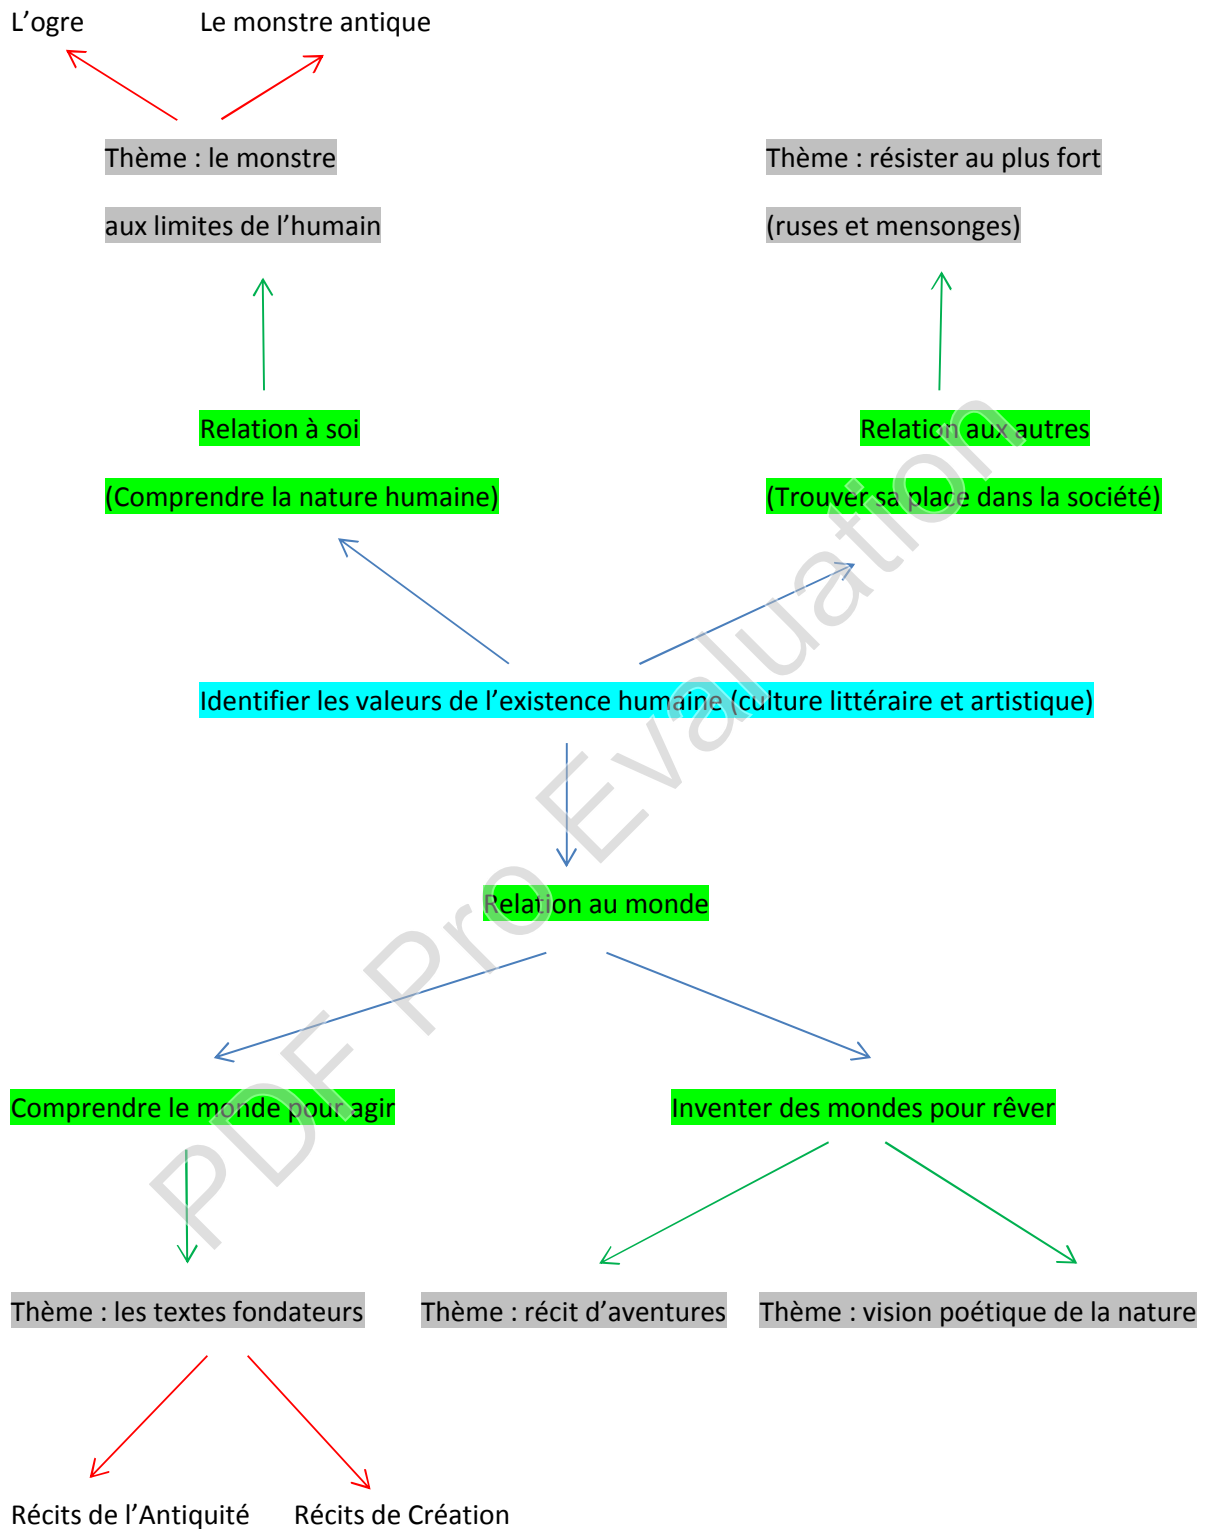 L’ogre Le monstre antique
Thème : le monstre
aux limites de l’humain
Thème : résister au plus fort
(ruses et mensonges)
Relation à soi
(Comprendre la nature humaine)
Relation aux autres
(Trouver sa place dans la société)
Identifier les valeurs de l’existence humaine (culture littéraire et artistique)
Relation au monde
Comprendre le monde pour agir
Inventer des mondes pour rêver
Thème : les textes fondateurs
Thème : récit d’aventures
Thème : vision poétique de la nature
Récits de l’Antiquité Récits de Création
PDF Pro Evaluation